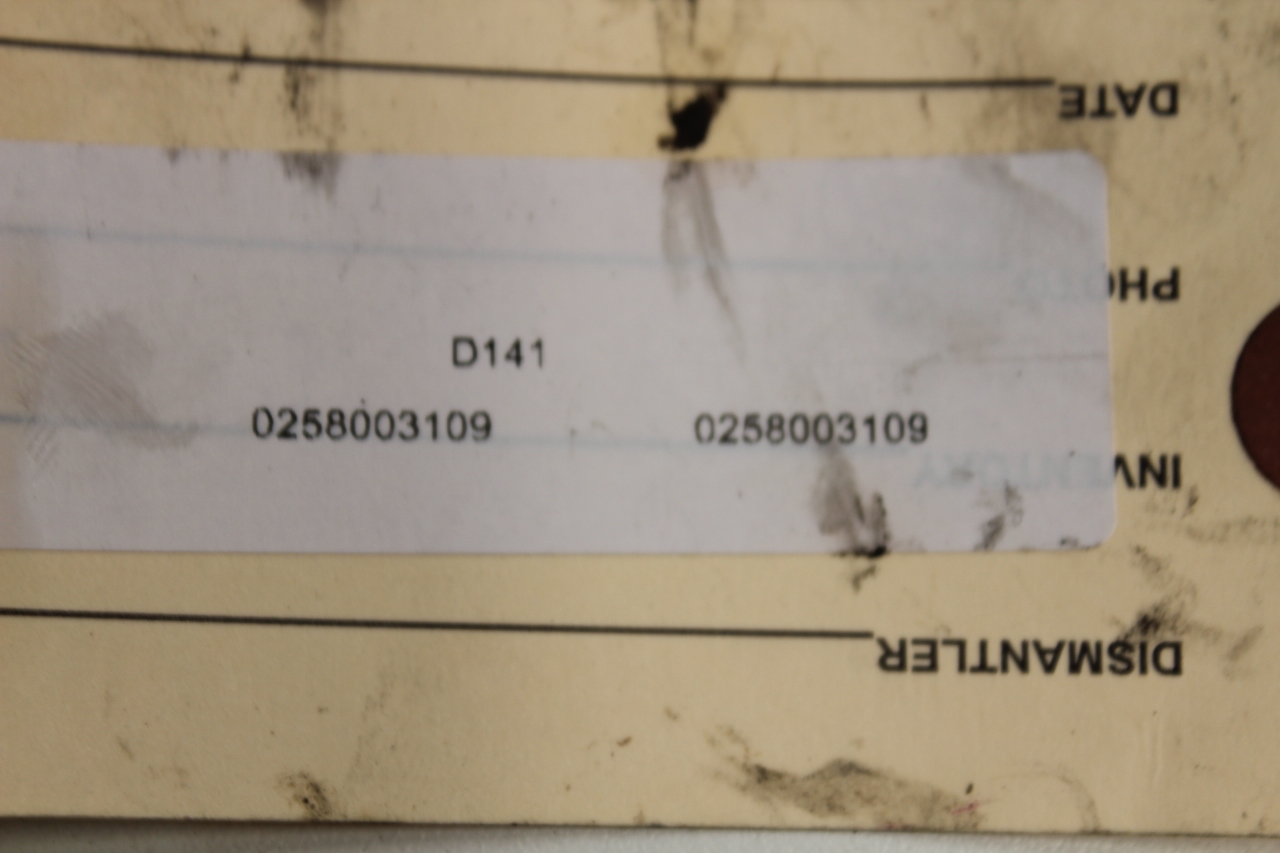 DATE
PHOTO
D141
0258003109 0258003109
INVENTORY
DISMANTLER